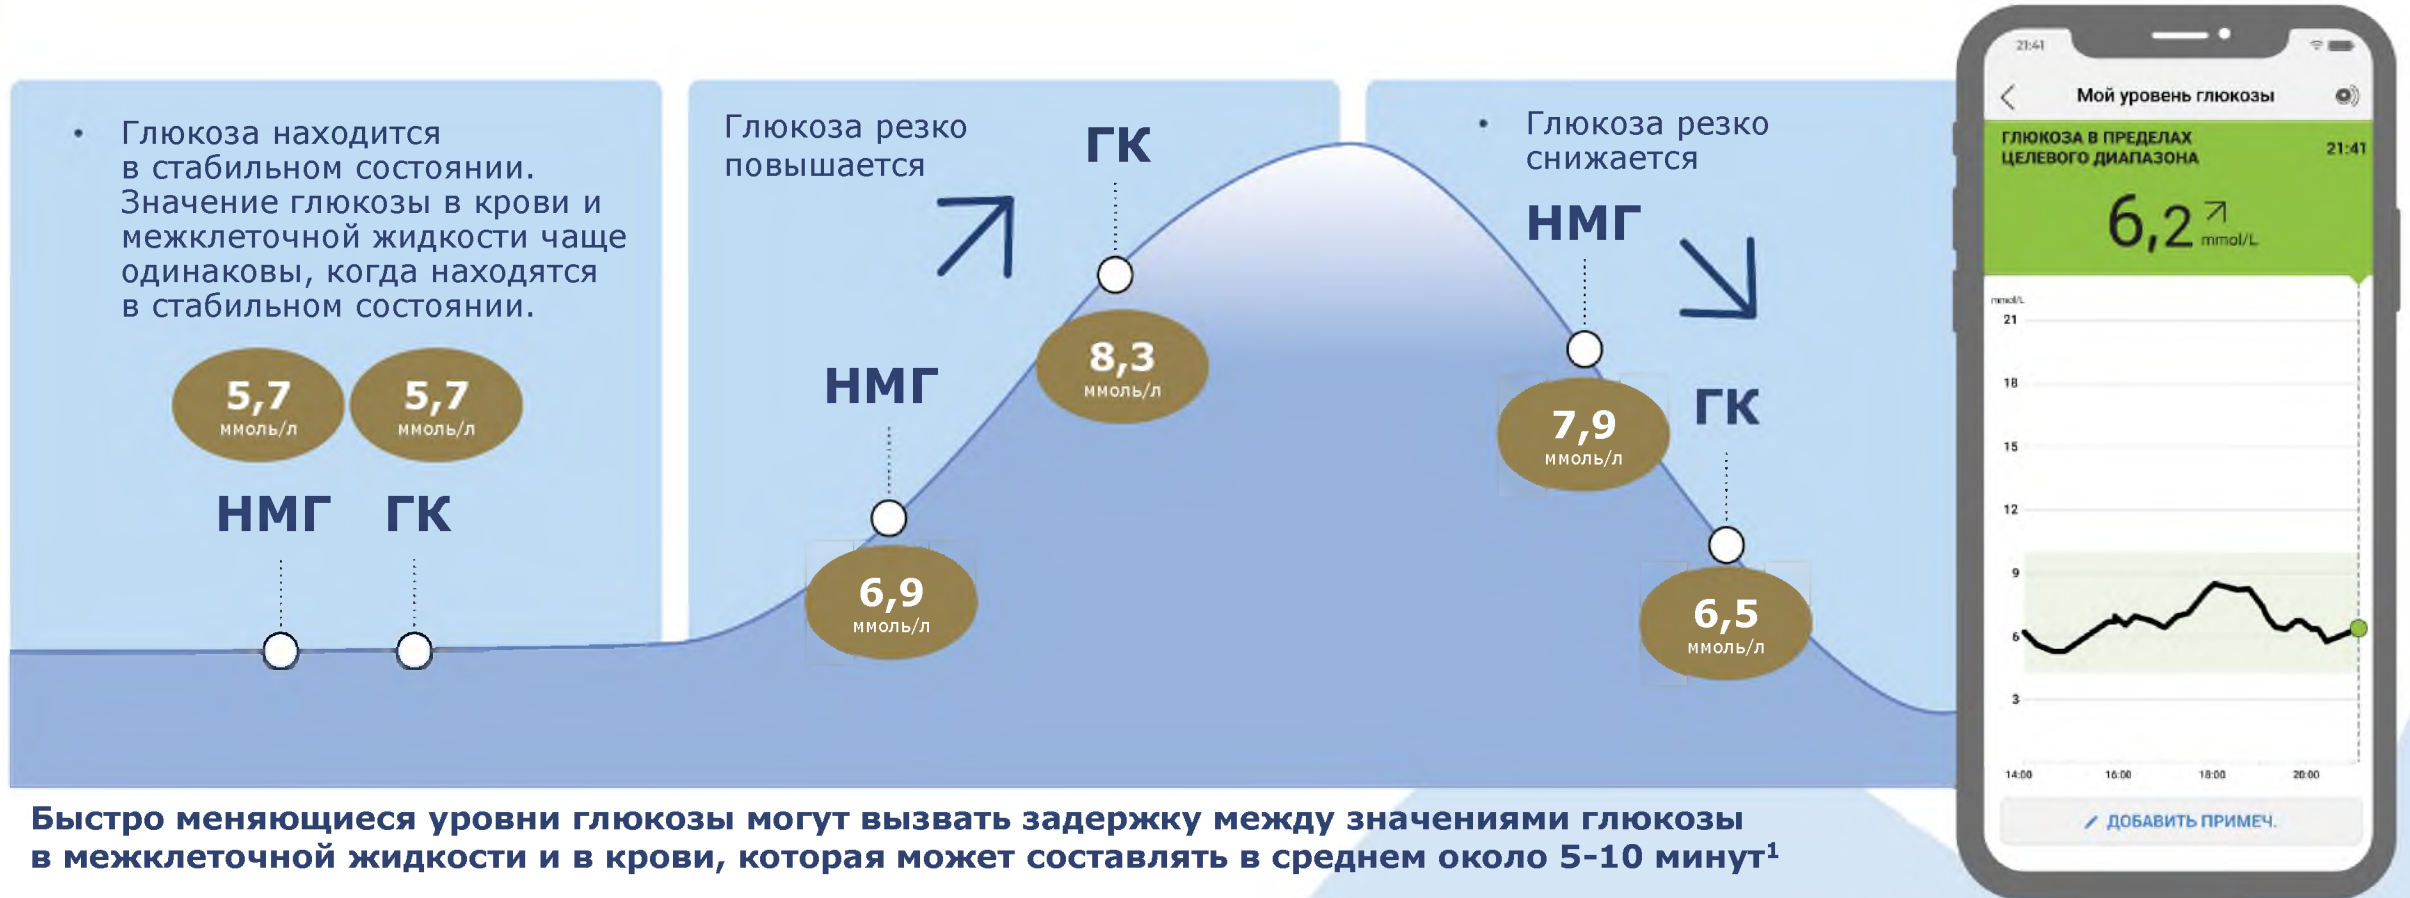 • Глюкоза находится
в стабильном состоянии.
Значение глюкозы в крови и
межклеточной жидкости чаще
одинаковы, когда находятся
в стабильном состоянии.
5,7
ммоль/л
5,7
ммоль/л
НМГ
ГК
Глюкоза резко
повышается
ГК
8,3
ммоль/л
НМГ
6,9
ммоль/л
• Глюкоза резко
снижается
НМГ
7,9
ммоль/л
ГК
6,5
ммоль/л
21:41
Мой уровень глюкозы
ГЛЮКОЗА В ПРЕДЕЛАХ
ЦЕЛЕВОГО ДИАПАЗОНА
21:41
6,2
mmol/L
mmol/L
21
18
15
12
9
6
3
14:00 16:00 18:00 20:00
ДОБАВИТЬ ПРИМЕЧ.
Быстро меняющиеся уровни глюкозы могут вызвать задержку между значениями глюкозы
в межклеточной жидкости и в крови, которая может составлять в среднем около 5-10 минут¹